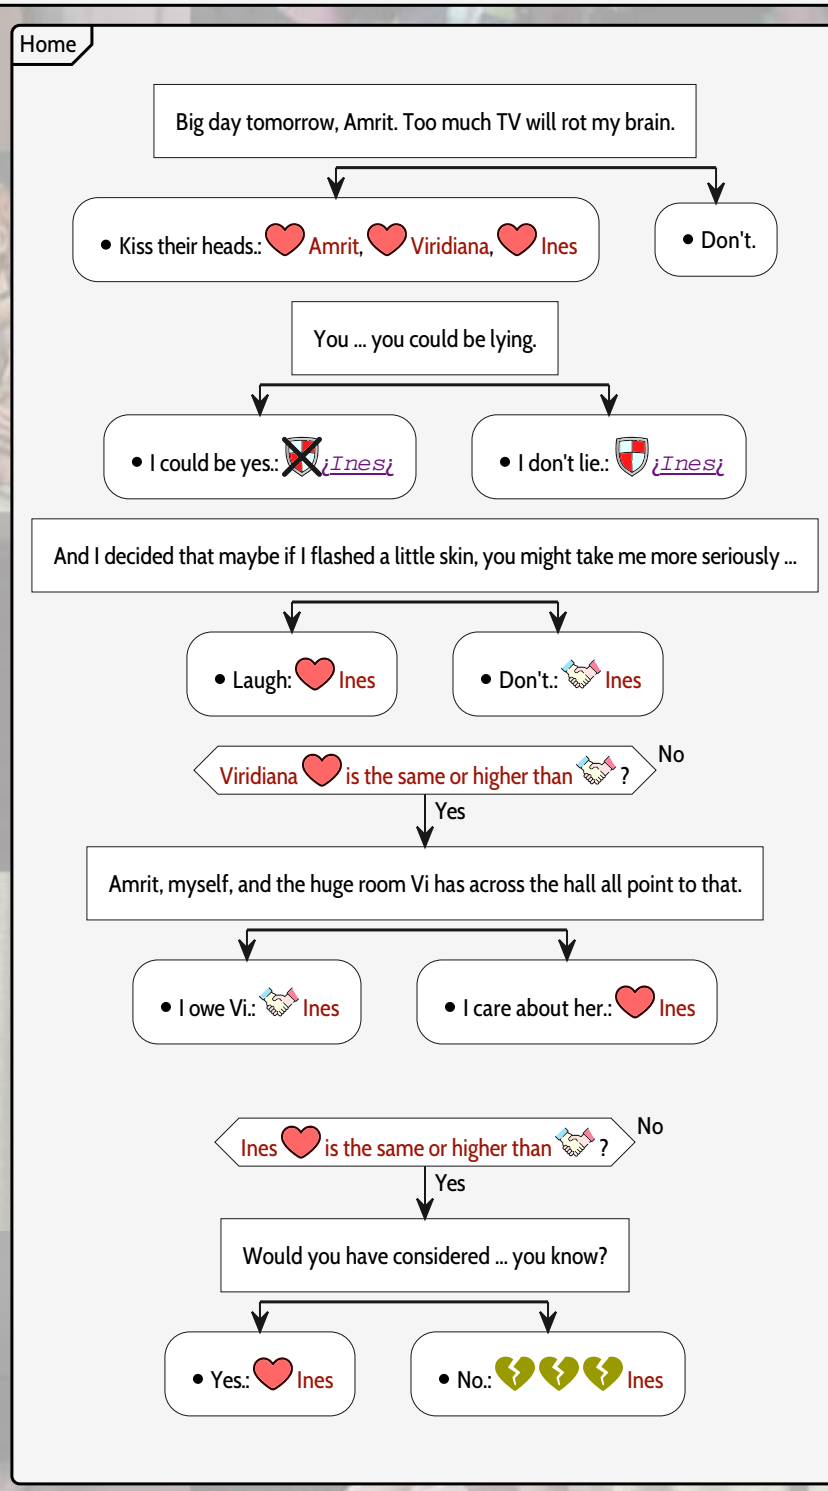 Home
Big day tomorrow, Amrit. Too much TV will rot my brain.
• Kiss their heads.: Amrit, Viridiana, Ines
• Don't.
You ... you could be lying.
• I could be yes.: ¿Ines¿
• I don't lie.: ¿Ines¿
And I decided that maybe if I flashed a little skin, you might take me more seriously ...
• Laugh: Ines
• Don't.: Ines
Viridiana is the same or higher than ?
No
Yes
Amrit, myself, and the huge room Vi has across the hall all point to that.
• I owe Vi.: Ines
• I care about her.: Ines
Ines is the same or higher than ?
No
Yes
Would you have considered ... you know?
• Yes.: Ines
• No.: Ines